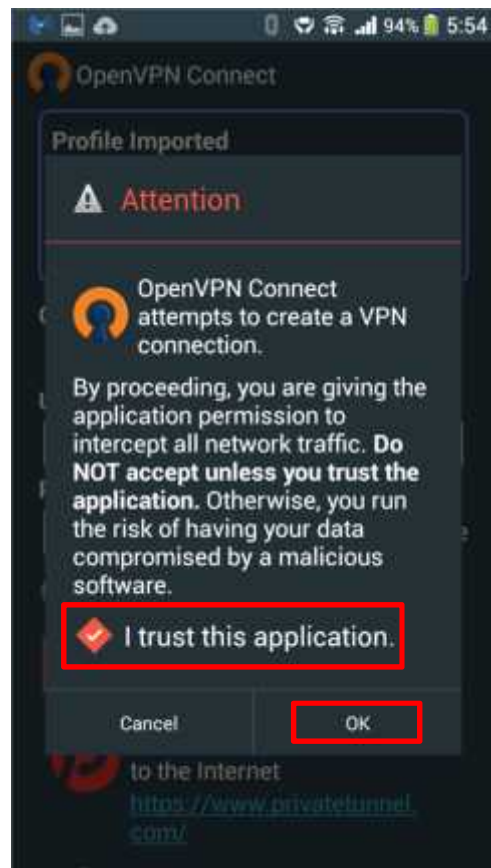 94% 5:54
OpenVPN Connect
Profile Imported
Attention
OpenVPN Connect
attempts to create a VPN
connection.
By proceeding, you are giving the
application permission to
intercept all network traffic. Do
NOT accept unless you trust the
application. Otherwise, you run
the risk of having your data
compromised by a malicious
software.
I trust this application.
Cancel OK
to the Internet
https://www.privatetunnel.
com/